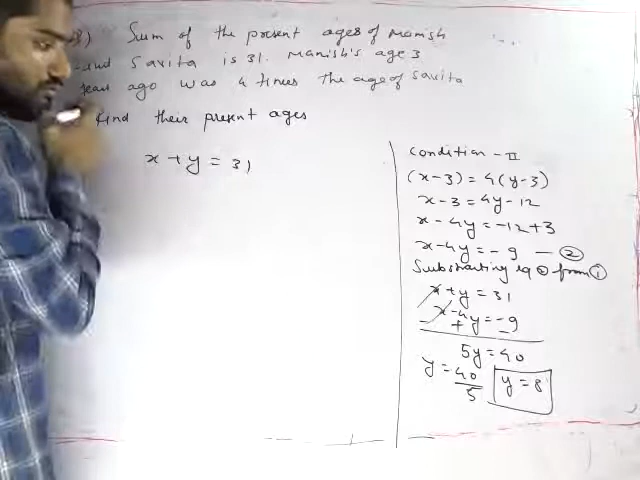 Sum of the present ages of Manish
and Savita is 31. Manish's age 3
years ago was 4 times the age of Savita
find their present ages
x + y = 31
Condition - II
(x-3) = 4(y-3)
x-3 = 4y-12
x-4y = -12+3
x-4y = -9 — ②
Substracting eq ② from ①
x+y = 31
x-4y = -9
- + -
5y = 40
y = 40/5
y = 8